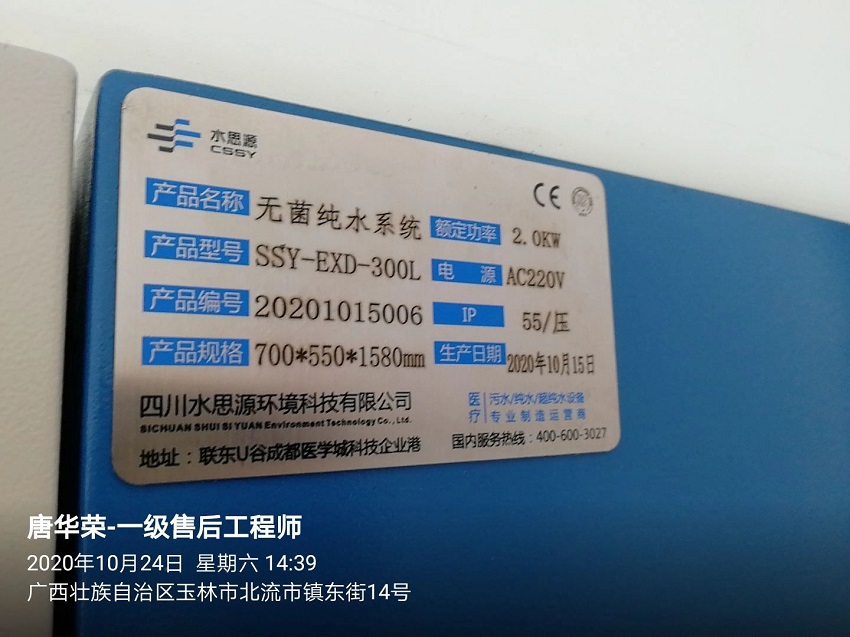 水思源
CSSY
CE
产品名称 无菌纯水系统 额定功率 2.0KW
产品型号 SSY-EXD-300L 电 源 AC220V
产品编号 20201015006 IP 55/压
产品规格 700*550*1580mm 生产日期 2020年10月15日
四川水思源环境科技有限公司
SICHUAN SHUI SI YUAN Environment Technology Co., Ltd.
地址：联东U谷成都医学城科技企业港
医疗 污水/纯水/超纯水设备
专业制造运营商
国内服务热线：400-600-3027
唐华荣-一级售后工程师
2020年10月24日 星期六 14:39
广西壮族自治区玉林市北流市镇东街14号